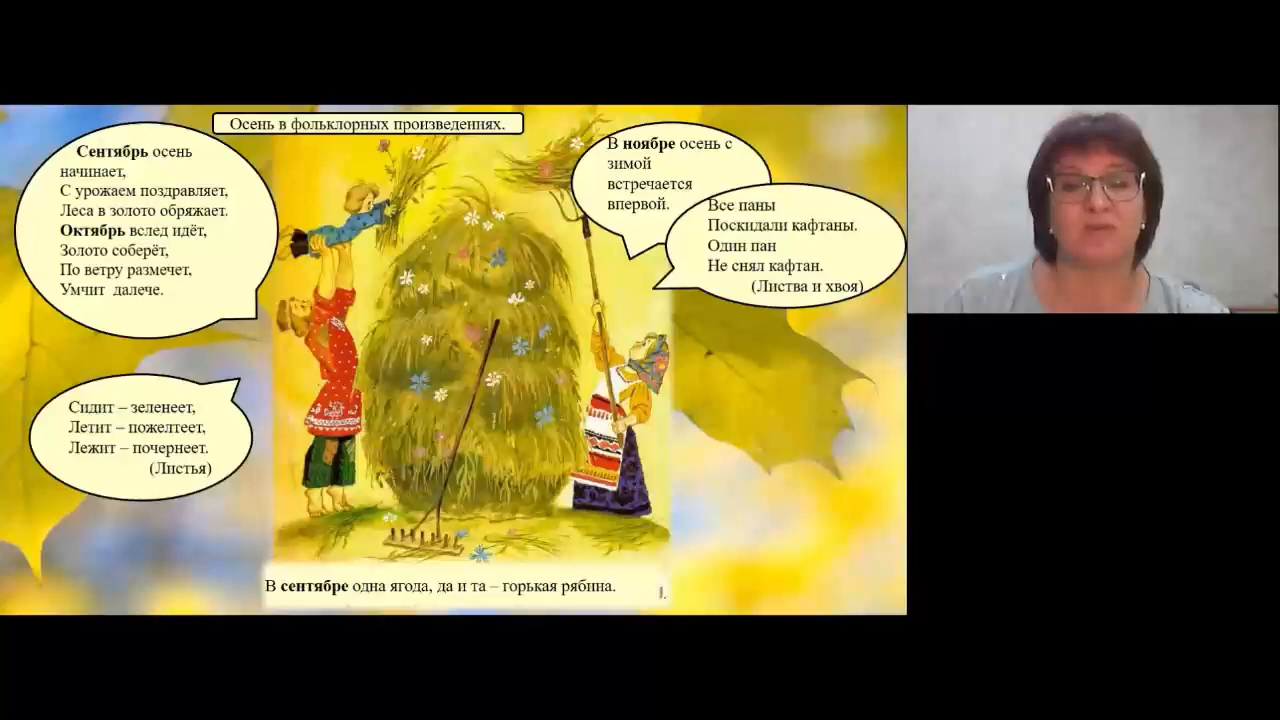 Осень в фольклорных произведениях.
Сентябрь осень
начинает,
С урожаем поздравляет,
Леса в золото обряжает.
Октябрь вслед идёт,
Золото соберёт,
По ветру размечет,
Умчит далече.
В ноябре осень с
зимой
встречается
впервой.
Все паны
Поскидали кафтаны.
Один пан
Не снял кафтан.
(Листва и хвоя)
Сидит – зеленеет,
Летит – пожелтеет,
Лежит – почернеет.
(Листья)
В сентябре одна ягода, да и та – горькая рябина.